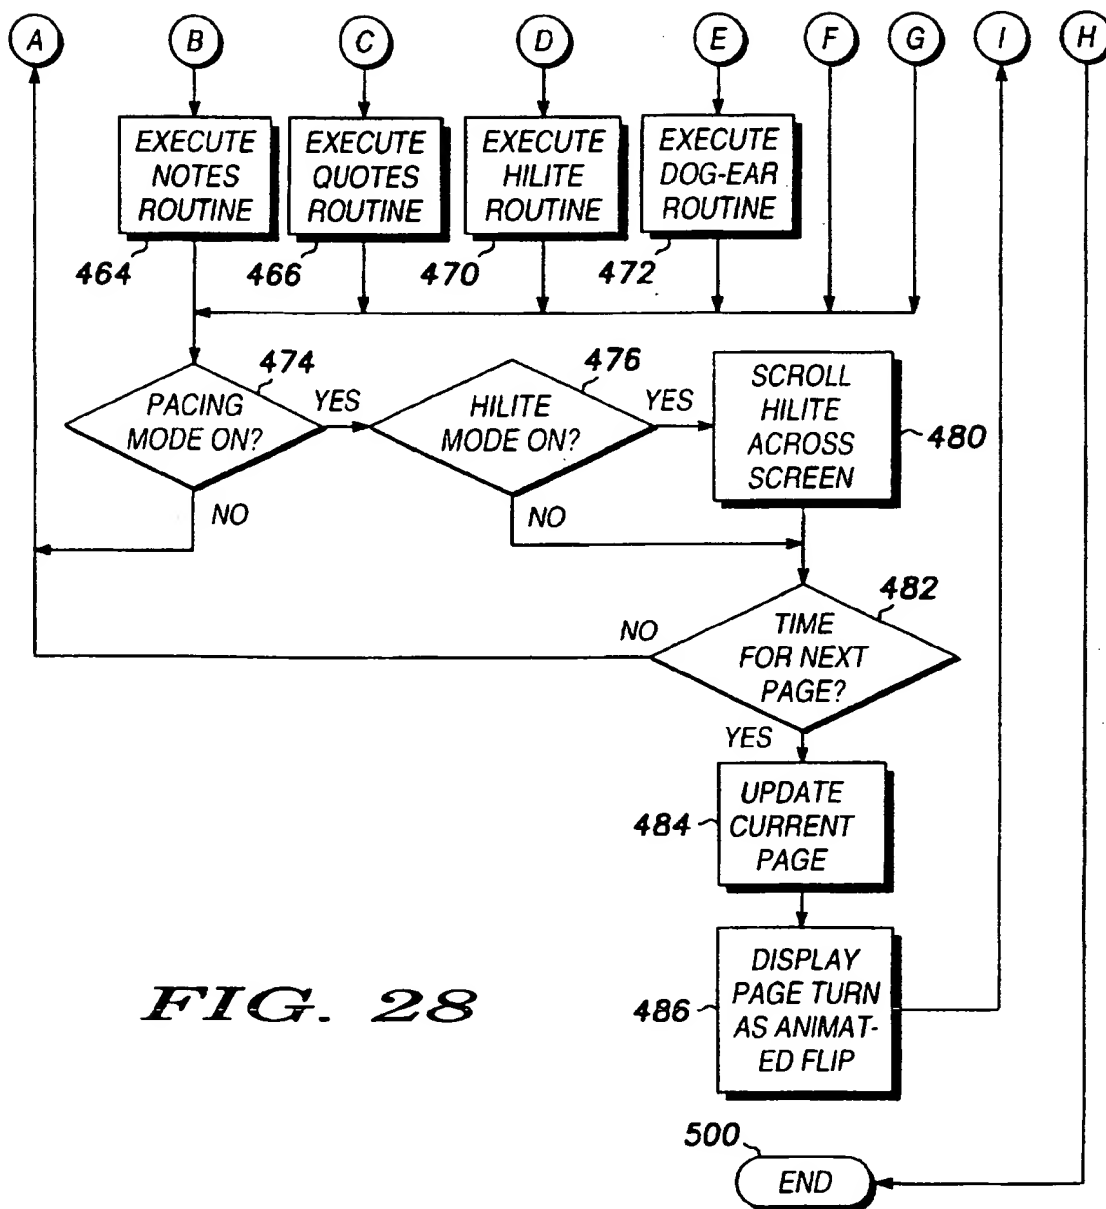 A
B
C
D
E
F
G
I
H
EXECUTE
NOTES
ROUTINE
464
EXECUTE
QUOTES
ROUTINE
466
EXECUTE
HILITE
ROUTINE
470
EXECUTE
DOG-EAR
ROUTINE
472
PACING
MODE ON?
474
YES
NO
HILITE
MODE ON?
476
YES
NO
SCROLL
HILITE
ACROSS
SCREEN
480
TIME
FOR NEXT
PAGE?
482
NO
YES
UPDATE
CURRENT
PAGE
484
DISPLAY
PAGE TURN
AS ANIMAT-
ED FLIP
486
FIG. 28
500
END